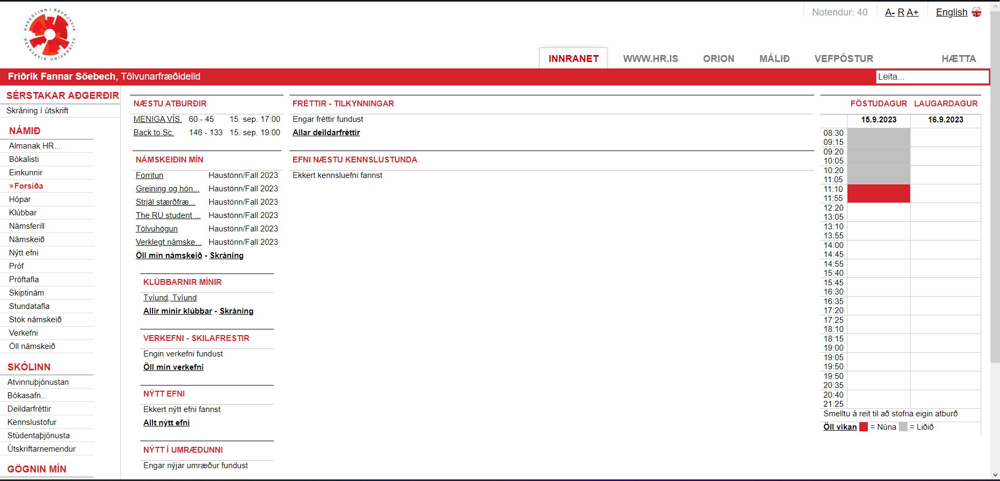 HÁSKÓLINN Í REYKJAVÍK
REYKJAVIK UNIVERSITY
Notendur: 40
A- R A+
English
INNRANET
WWW.HR.IS
ORION
MÁLIÐ
VEFPÓSTUR
HÆTTA
Friðrik Fannar Söebech, Tölvunarfræðideild
Leita...
SÉRSTAKAR AÐGERÐIR
Skráning í útskrift
NÁMIÐ
Almanak HR...
Bókalisti
Einkunnir
»Forsíða
Hópar
Klúbbar
Námsferill
Námskeið
Nýtt efni
Próf
Próftafla
Skiptinám
Stundatafla
Stök námskeið
Verkefni
Öll námskeið
SKÓLINN
Atvinnuþjónustan
Bókasafn...
Deildarfréttir
Kennslustofur
Stúdentaþjónusta
Útskriftarnemendur
GÖGNIN MÍN
NÆSTU ATBURÐIR
MENIGA VÍS. 60 - 45 15. sep. 17:00
Back to Sc. 146 - 133 15. sep. 19:00
NÁMSKEIÐIN MÍN
Forritun Haustönn/Fall 2023
Greining og hön... Haustönn/Fall 2023
Strjál stærðfræ... Haustönn/Fall 2023
The RU student ... Haustönn/Fall 2023
Tölvuhögun Haustönn/Fall 2023
Verklegt námske... Haustönn/Fall 2023
Öll mín námskeið - Skráning
KLÚBBARNIR MÍNIR
Tvíund, Tvíund
Allir mínir klúbbar - Skráning
VERKEFNI - SKILAFRESTIR
Engin verkefni fundust
Öll mín verkefni
NÝTT EFNI
Ekkert nýtt efni fannst
Allt nýtt efni
NÝTT Í UMRÆÐUNNI
Engar nýjar umræður fundust
FRÉTTIR - TILKYNNINGAR
Engar fréttir fundust
Allar deildarfréttir
EFNI NÆSTU KENNSLUSTUNDA
Ekkert kennsluefni fannst
FÖSTUDAGUR LAUGARDAGUR
15.9.2023 16.9.2023
08:30
09:15
09:20
10:05
10:20
11:05
11:10
11:55
12:20
13:05
13:10
13:55
14:00
14:45
14:55
15:40
15:45
16:30
16:35
17:20
17:25
18:10
18:15
19:00
19:05
19:50
19:50
20:35
20:40
21:25
Smelltu á reit til að stofna eigin atburð
Öll vikan = Núna = Liðið